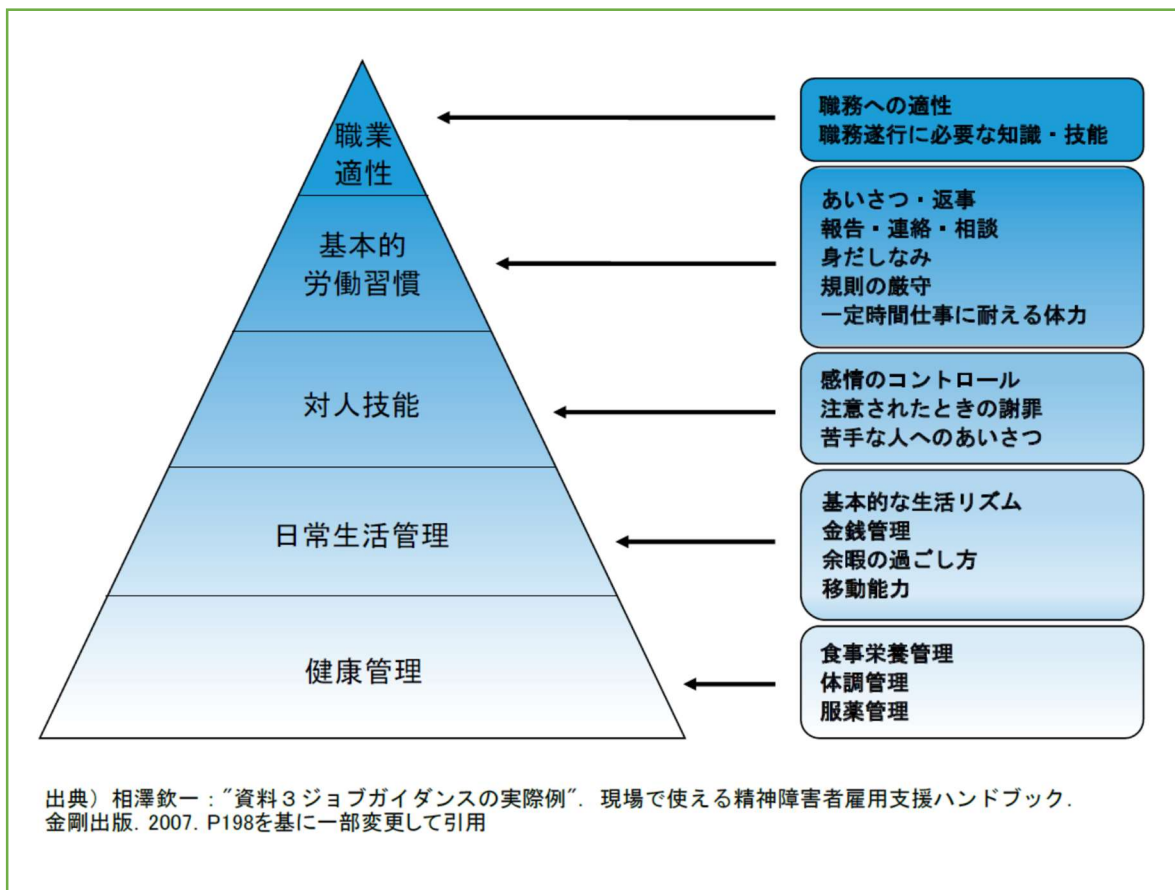 職業
適性
職務への適性
職務遂行に必要な知識・技能
基本的
労働習慣
あいさつ・返事
報告・連絡・相談
身だしなみ
規則の厳守
一定時間仕事に耐える体力
対人技能
感情のコントロール
注意されたときの謝罪
苦手な人へのあいさつ
日常生活管理
基本的な生活リズム
金銭管理
余暇の過ごし方
移動能力
健康管理
食事栄養管理
体調管理
服薬管理
出典）相澤欽一："資料３ジョブガイダンスの実際例". 現場で使える精神障害者雇用支援ハンドブック.
金剛出版. 2007. P198を基に一部変更して引用